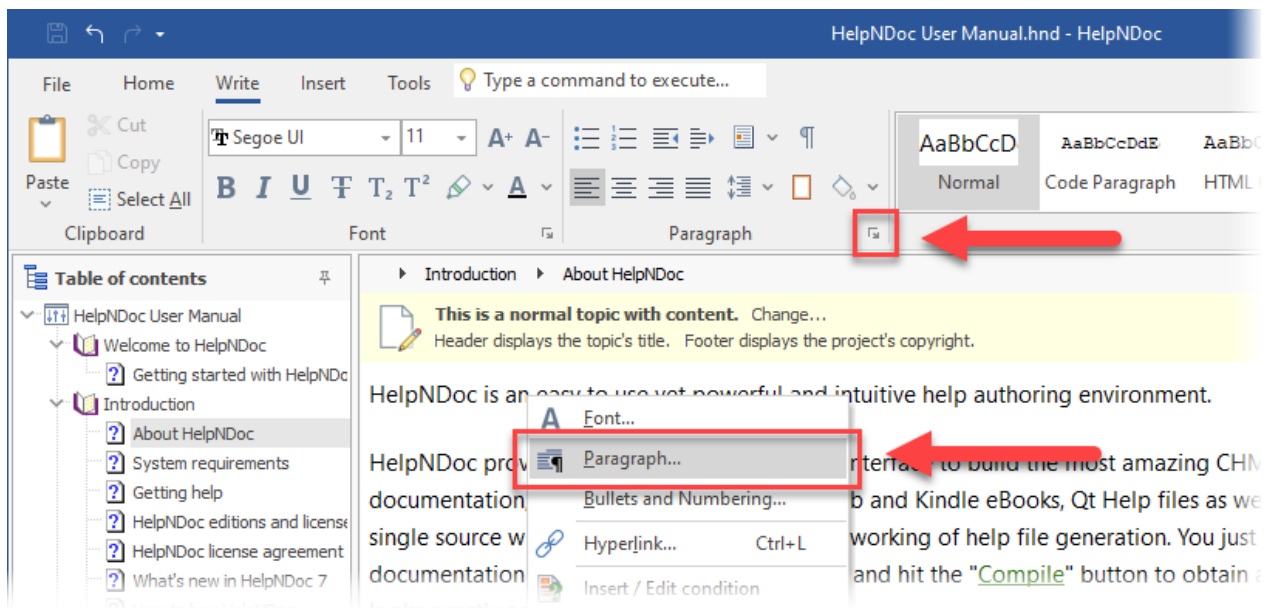 HelpNDoc User Manual.hnd - HelpNDoc
File Home Write Insert Tools Type a command to execute...
Cut
Copy
Paste
Select All
Clipboard
Segoe UI 11 A+ A-
B I U T T2 T2 A
Font
Paragraph
AaBbCcD AaBbCcDdE AaBb
Normal Code Paragraph HTML
Table of contents
HelpNDoc User Manual
Welcome to HelpNDoc
Getting started with HelpNDo
Introduction
About HelpNDoc
System requirements
Getting help
HelpNDoc editions and license
HelpNDoc license agreement
What's new in HelpNDoc 7
Introduction About HelpNDoc
This is a normal topic with content. Change...
Header displays the topic's title. Footer displays the project's copyright.
HelpNDoc is an easy to use yet powerful and intuitive help authoring environment.
HelpNDoc prov nterface to build the most amazing CHM
documentation, b and Kindle eBooks, Qt Help files as we
single source w working of help file generation. You just
documentation and hit the "Compile" button to obtain a
Font...
Paragraph...
Bullets and Numbering...
Hyperlink... Ctrl+L
Insert / Edit condition